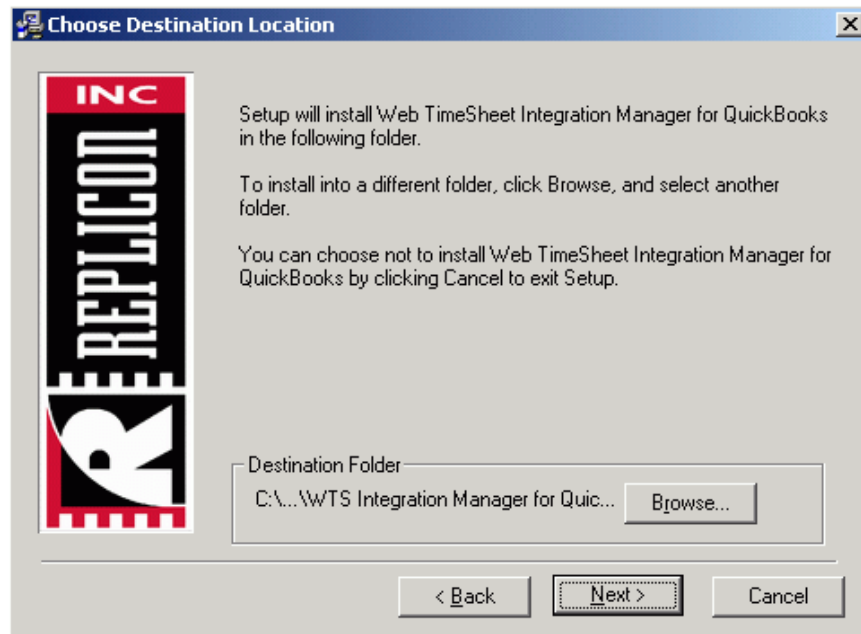 Choose Destination Location
INC
REPLICON
R
Setup will install Web TimeSheet Integration Manager for QuickBooks
in the following folder.
To install into a different folder, click Browse, and select another
folder.
You can choose not to install Web TimeSheet Integration Manager for
QuickBooks by clicking Cancel to exit Setup.
Destination Folder
C:\...\WTS Integration Manager for Quic...
Browse...
< Back
Next >
Cancel